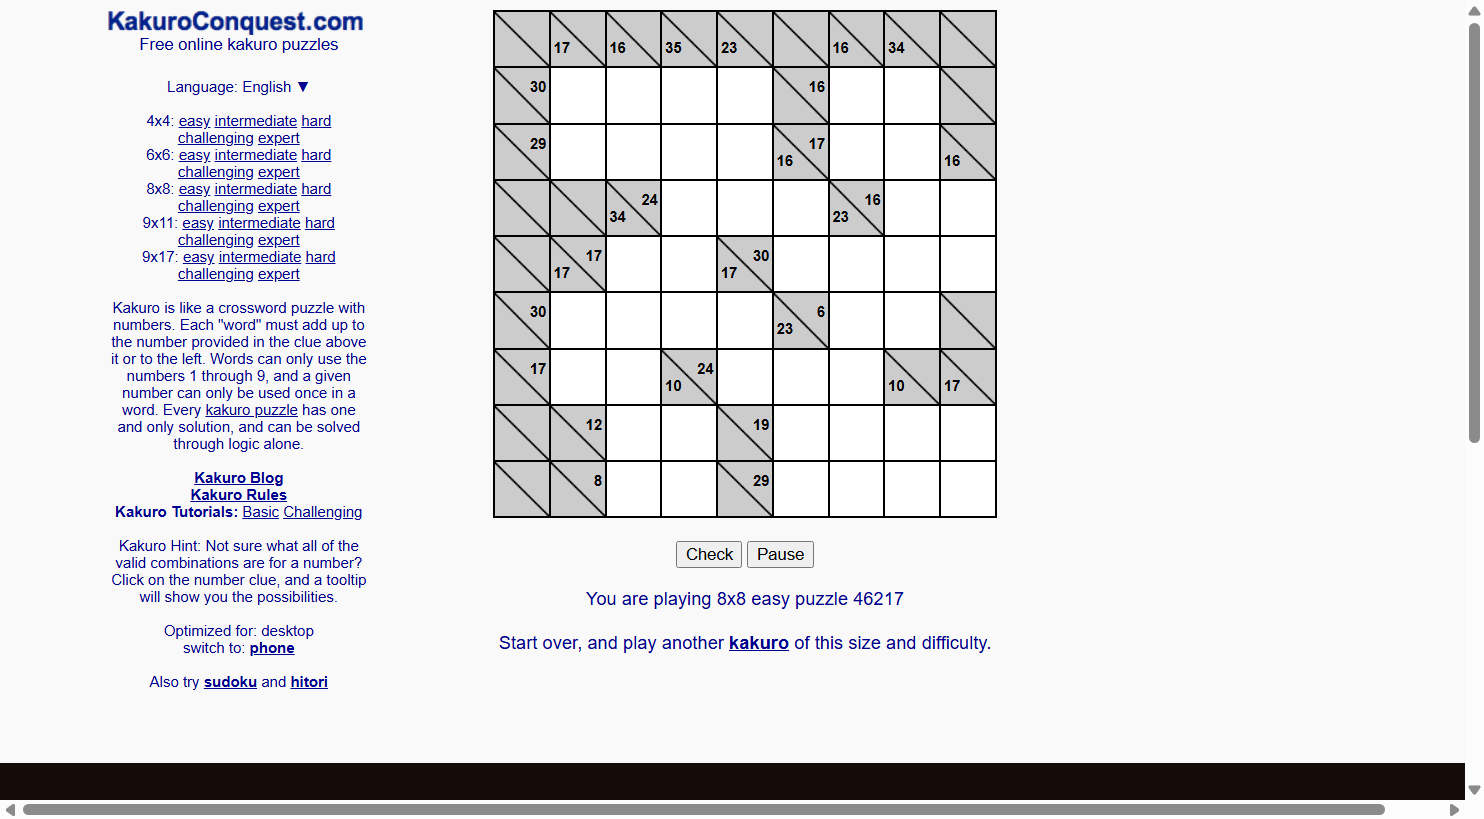 KakuroConquest.com
Free online kakuro puzzles
Language: English ▼
4x4: easy intermediate hard
challenging expert
6x6: easy intermediate hard
challenging expert
8x8: easy intermediate hard
challenging expert
9x11: easy intermediate hard
challenging expert
9x17: easy intermediate hard
challenging expert
Kakuro is like a crossword puzzle with
numbers. Each "word" must add up to
the number provided in the clue above
it or to the left. Words can only use the
numbers 1 through 9, and a given
number can only be used once in a
word. Every kakuro puzzle has one
and only solution, and can be solved
through logic alone.
Kakuro Blog
Kakuro Rules
Kakuro Tutorials: Basic Challenging
Kakuro Hint: Not sure what all of the
valid combinations are for a number?
Click on the number clue, and a tooltip
will show you the possibilities.
Optimized for: desktop
switch to: phone
Also try sudoku and hitori
17 16 35 23 16 34
30 16
29 17
16 16
24 16
34 23
17 30
17 17
30 6
23
17 24
10 10 17
12 19
8 29
Check Pause
You are playing 8x8 easy puzzle 46217
Start over, and play another kakuro of this size and difficulty.